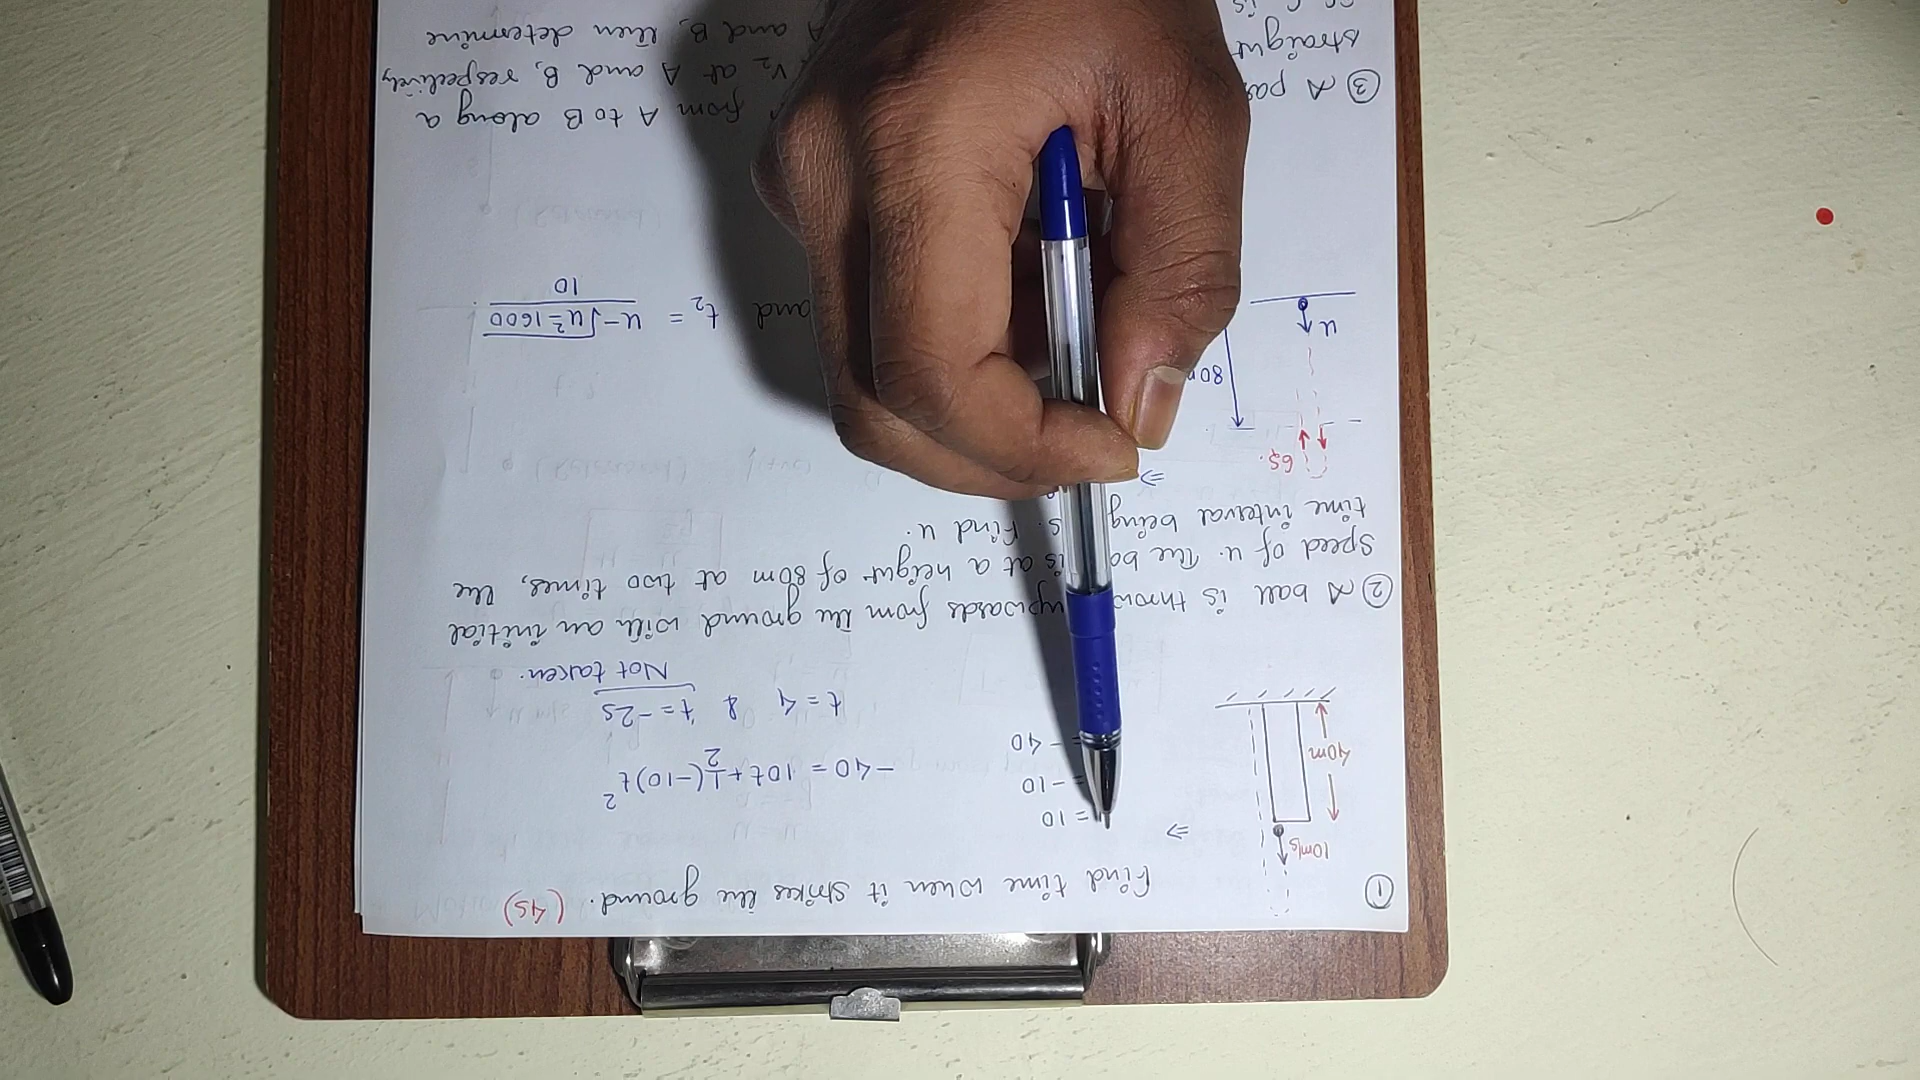 ①
Find time when it strikes the ground. (4s)
10m/s
⇒
= 10
= -10
= -40
40m
-40 = 10t + 1/2 (-10) t²
t = 4 & t = -2s
Not taken.
② A ball is thrown upwards from the ground with an initial
speed of u. The ball is at a height of 80m at two times, the
time interval being s. Find u.
6s.
⇒
80m
u
and t₂ = u - √u² - 1600 / 10
③ A from A to B along a
straight v₂ at A and B, respectively
A and B, then determine
is